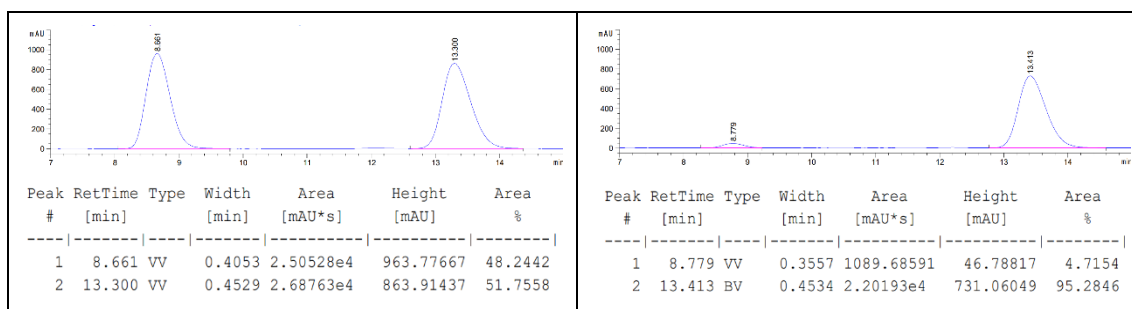 mAU
1000
800
600
400
200
0
8.661
13.300
7 8 9 10 11 12 13 14 min
Peak RetTime Type Width Area Height Area
# [min] [min] [mAU*s] [mAU] %
----|-------|----|-------|----------|----------|--------|
1 8.661 VV 0.4053 2.50528e4 963.77667 48.2442
2 13.300 VV 0.4529 2.68763e4 863.91437 51.7558
mAU
1000
800
600
400
200
0
8.779
13.413
7 8 9 10 11 12 13 14 min
Peak RetTime Type Width Area Height Area
# [min] [min] [mAU*s] [mAU] %
----|-------|----|-------|----------|----------|--------|
1 8.779 VV 0.3557 1089.68591 46.78817 4.7154
2 13.413 BV 0.4534 2.20193e4 731.06049 95.2846